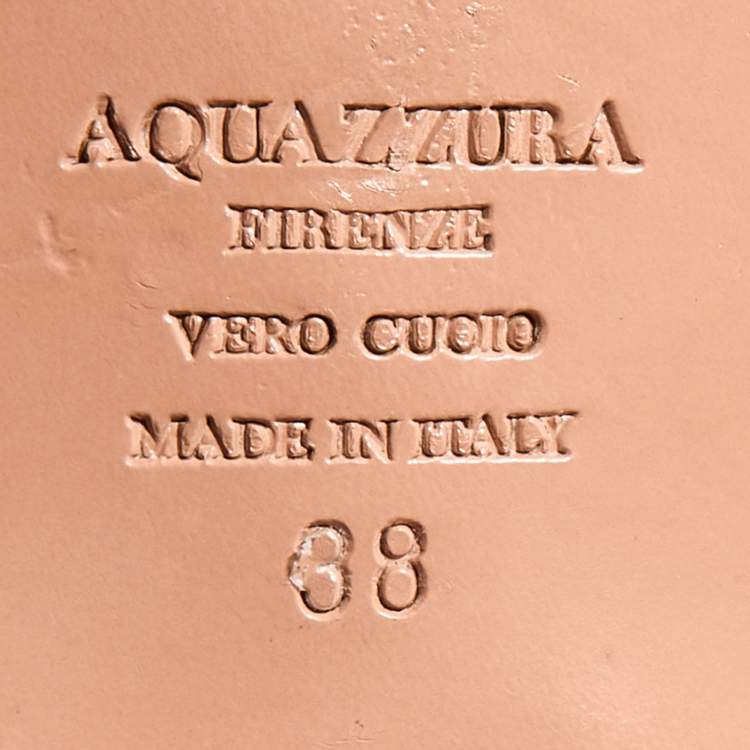 AQUAZZURA
FIRENZE
VERO CUOIO
MADE IN ITALY
38